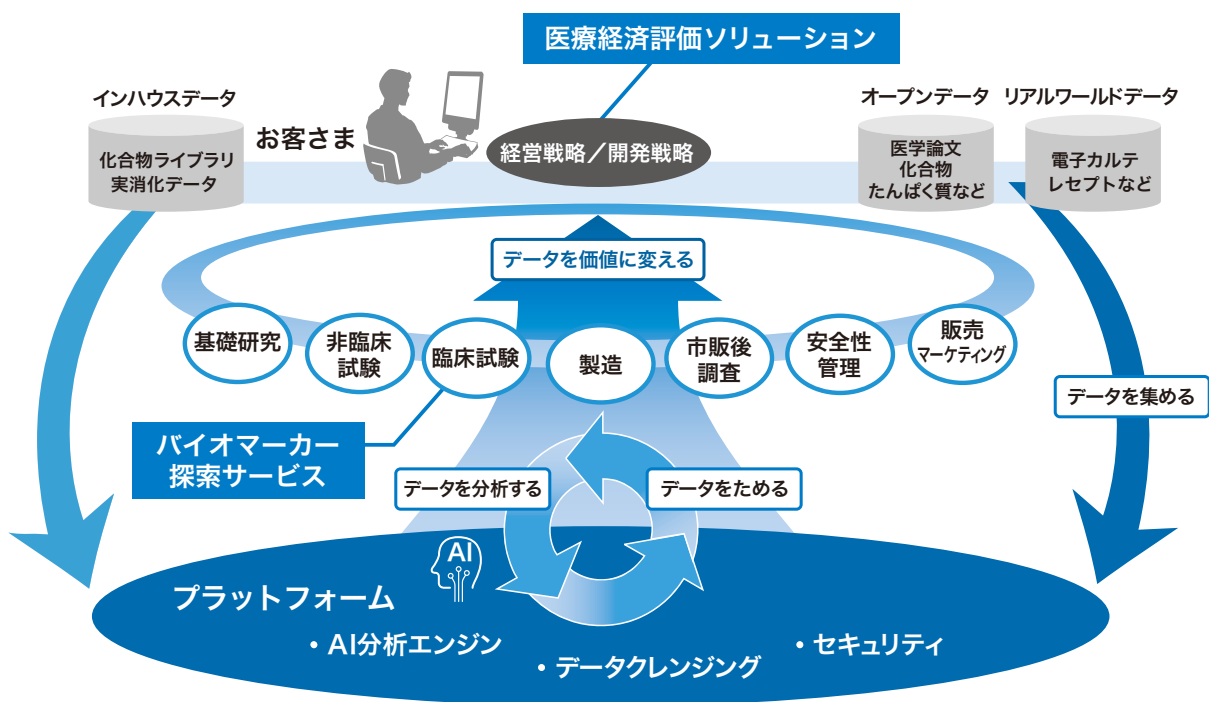 医療経済評価ソリューション
インハウスデータ
化合物ライブラリ
実消化データ
お客さま
経営戦略／開発戦略
オープンデータ
医学論文
化合物
たんぱく質など
リアルワールドデータ
電子カルテ
レセプトなど
データを価値に変える
基礎研究
非臨床
試験
臨床試験
製造
市販後
調査
安全性
管理
販売
マーケティング
データを集める
バイオマーカー
探索サービス
データを分析する
データをためる
AI
プラットフォーム
・AI分析エンジン
・データクレンジング
・セキュリティ